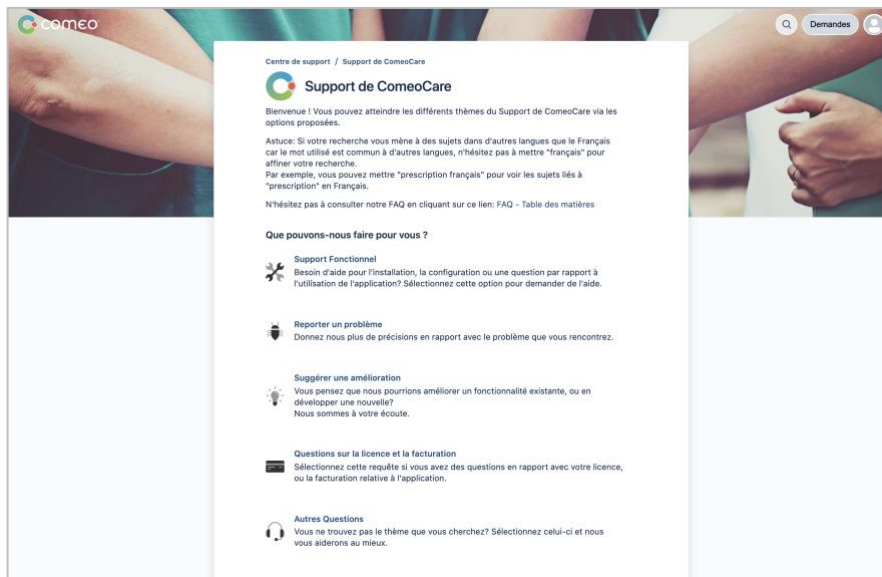 comeo
Demandes
Centre de support / Support de ComeoCare
Support de ComeoCare
Bienvenue ! Vous pouvez atteindre les différents thèmes du Support de ComeoCare via les
options proposées.
Astuce: Si votre recherche vous mène à des sujets dans d'autres langues que le Français
car le mot utilisé est commun à d'autres langues, n'hésitez pas à mettre "français" pour
affiner votre recherche.
Par exemple, vous pouvez mettre "prescription français" pour voir les sujets liés à
"prescription" en Français.
N'hésitez pas à consulter notre FAQ en cliquant sur ce lien: FAQ - Table des matières
Que pouvons-nous faire pour vous ?
Support Fonctionnel
Besoin d'aide pour l'installation, la configuration ou une question par rapport à
l'utilisation de l'application? Sélectionnez cette option pour demander de l'aide.
Reporter un problème
Donnez nous plus de précisions en rapport avec le problème que vous rencontrez.
Suggérer une amélioration
Vous pensez que nous pourrions améliorer un fonctionnalité existante, ou en
développer une nouvelle?
Nous sommes à votre écoute.
Questions sur la licence et la facturation
Sélectionnez cette requête si vous avez des questions en rapport avec votre licence,
ou la facturation relative à l'application.
Autres Questions
Vous ne trouvez pas le thème que vous cherchez? Sélectionnez celui-ci et nous
vous aiderons au mieux.